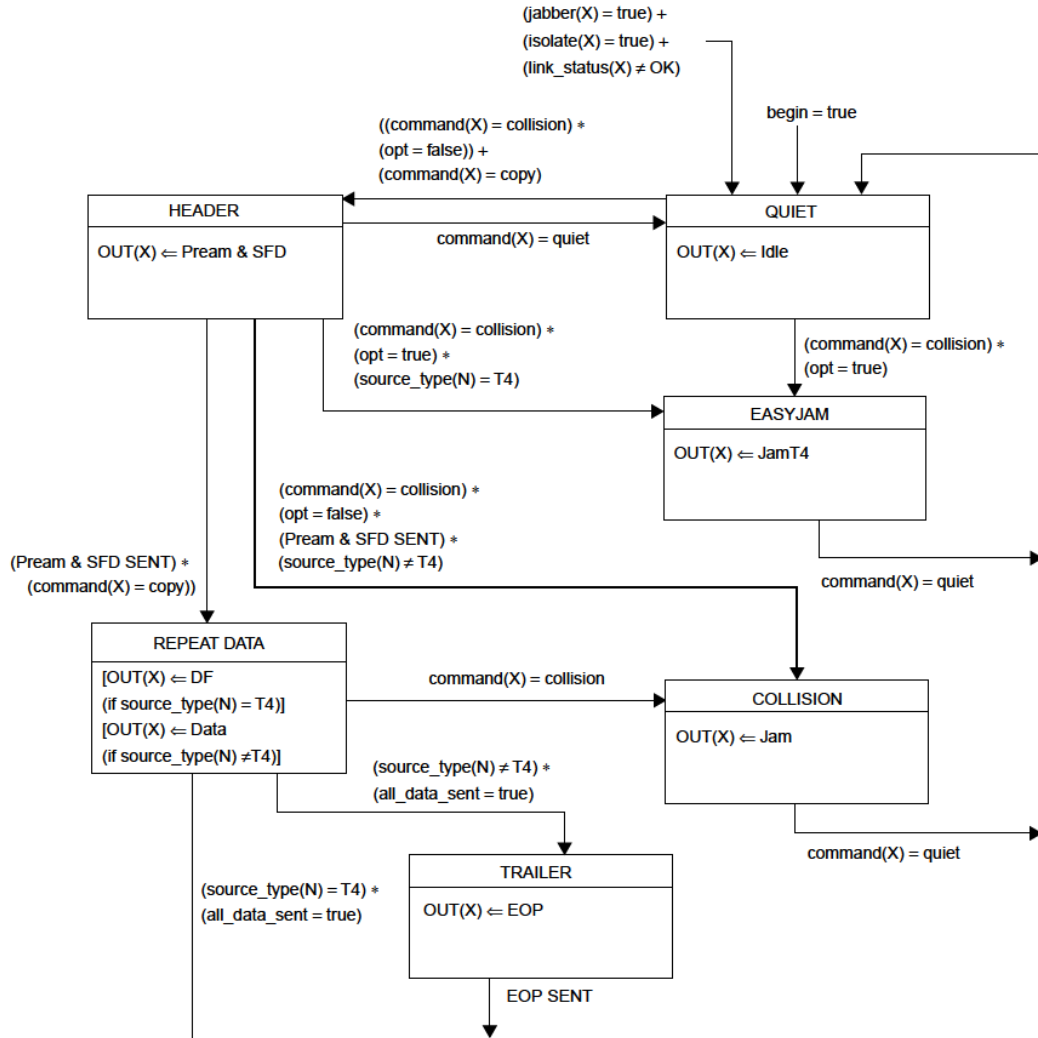 (jabber(X) = true) +
(isolate(X) = true) +
(link_status(X) ≠ OK)
begin = true
((command(X) = collision) ∗
(opt = false)) +
(command(X) = copy)
HEADER
OUT(X) ⇐ Pream & SFD
command(X) = quiet
QUIET
OUT(X) ⇐ Idle
(command(X) = collision) ∗
(opt = true) ∗
(source_type(N) = T4)
(command(X) = collision) ∗
(opt = true)
EASYJAM
OUT(X) ⇐ JamT4
(command(X) = collision) ∗
(opt = false) ∗
(Pream & SFD SENT) ∗
(source_type(N) ≠ T4)
(Pream & SFD SENT) ∗
(command(X) = copy))
command(X) = quiet
REPEAT DATA
[OUT(X) ⇐ DF
(if source_type(N) = T4)]
[OUT(X) ⇐ Data
(if source_type(N) ≠T4)]
command(X) = collision
COLLISION
OUT(X) ⇐ Jam
(source_type(N) ≠ T4) ∗
(all_data_sent = true)
command(X) = quiet
TRAILER
OUT(X) ⇐ EOP
(source_type(N) = T4) ∗
(all_data_sent = true)
EOP SENT